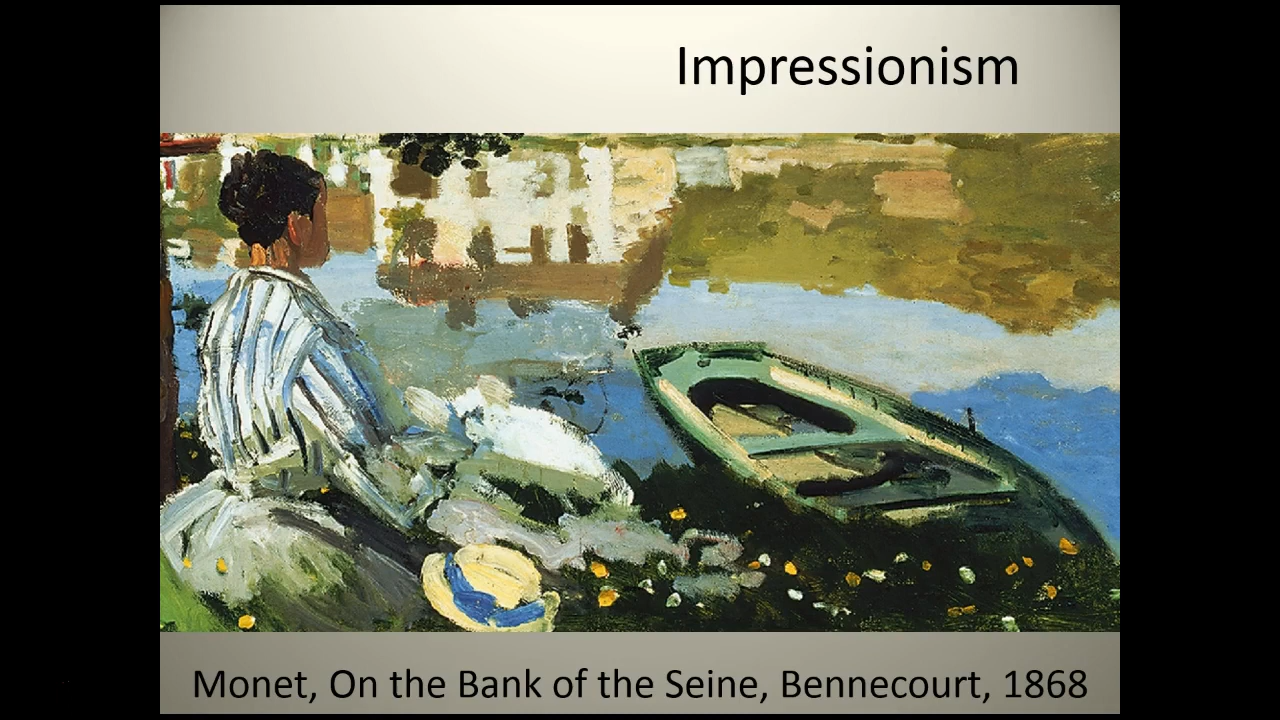 Impressionism
Monet, On the Bank of the Seine, Bennecourt, 1868